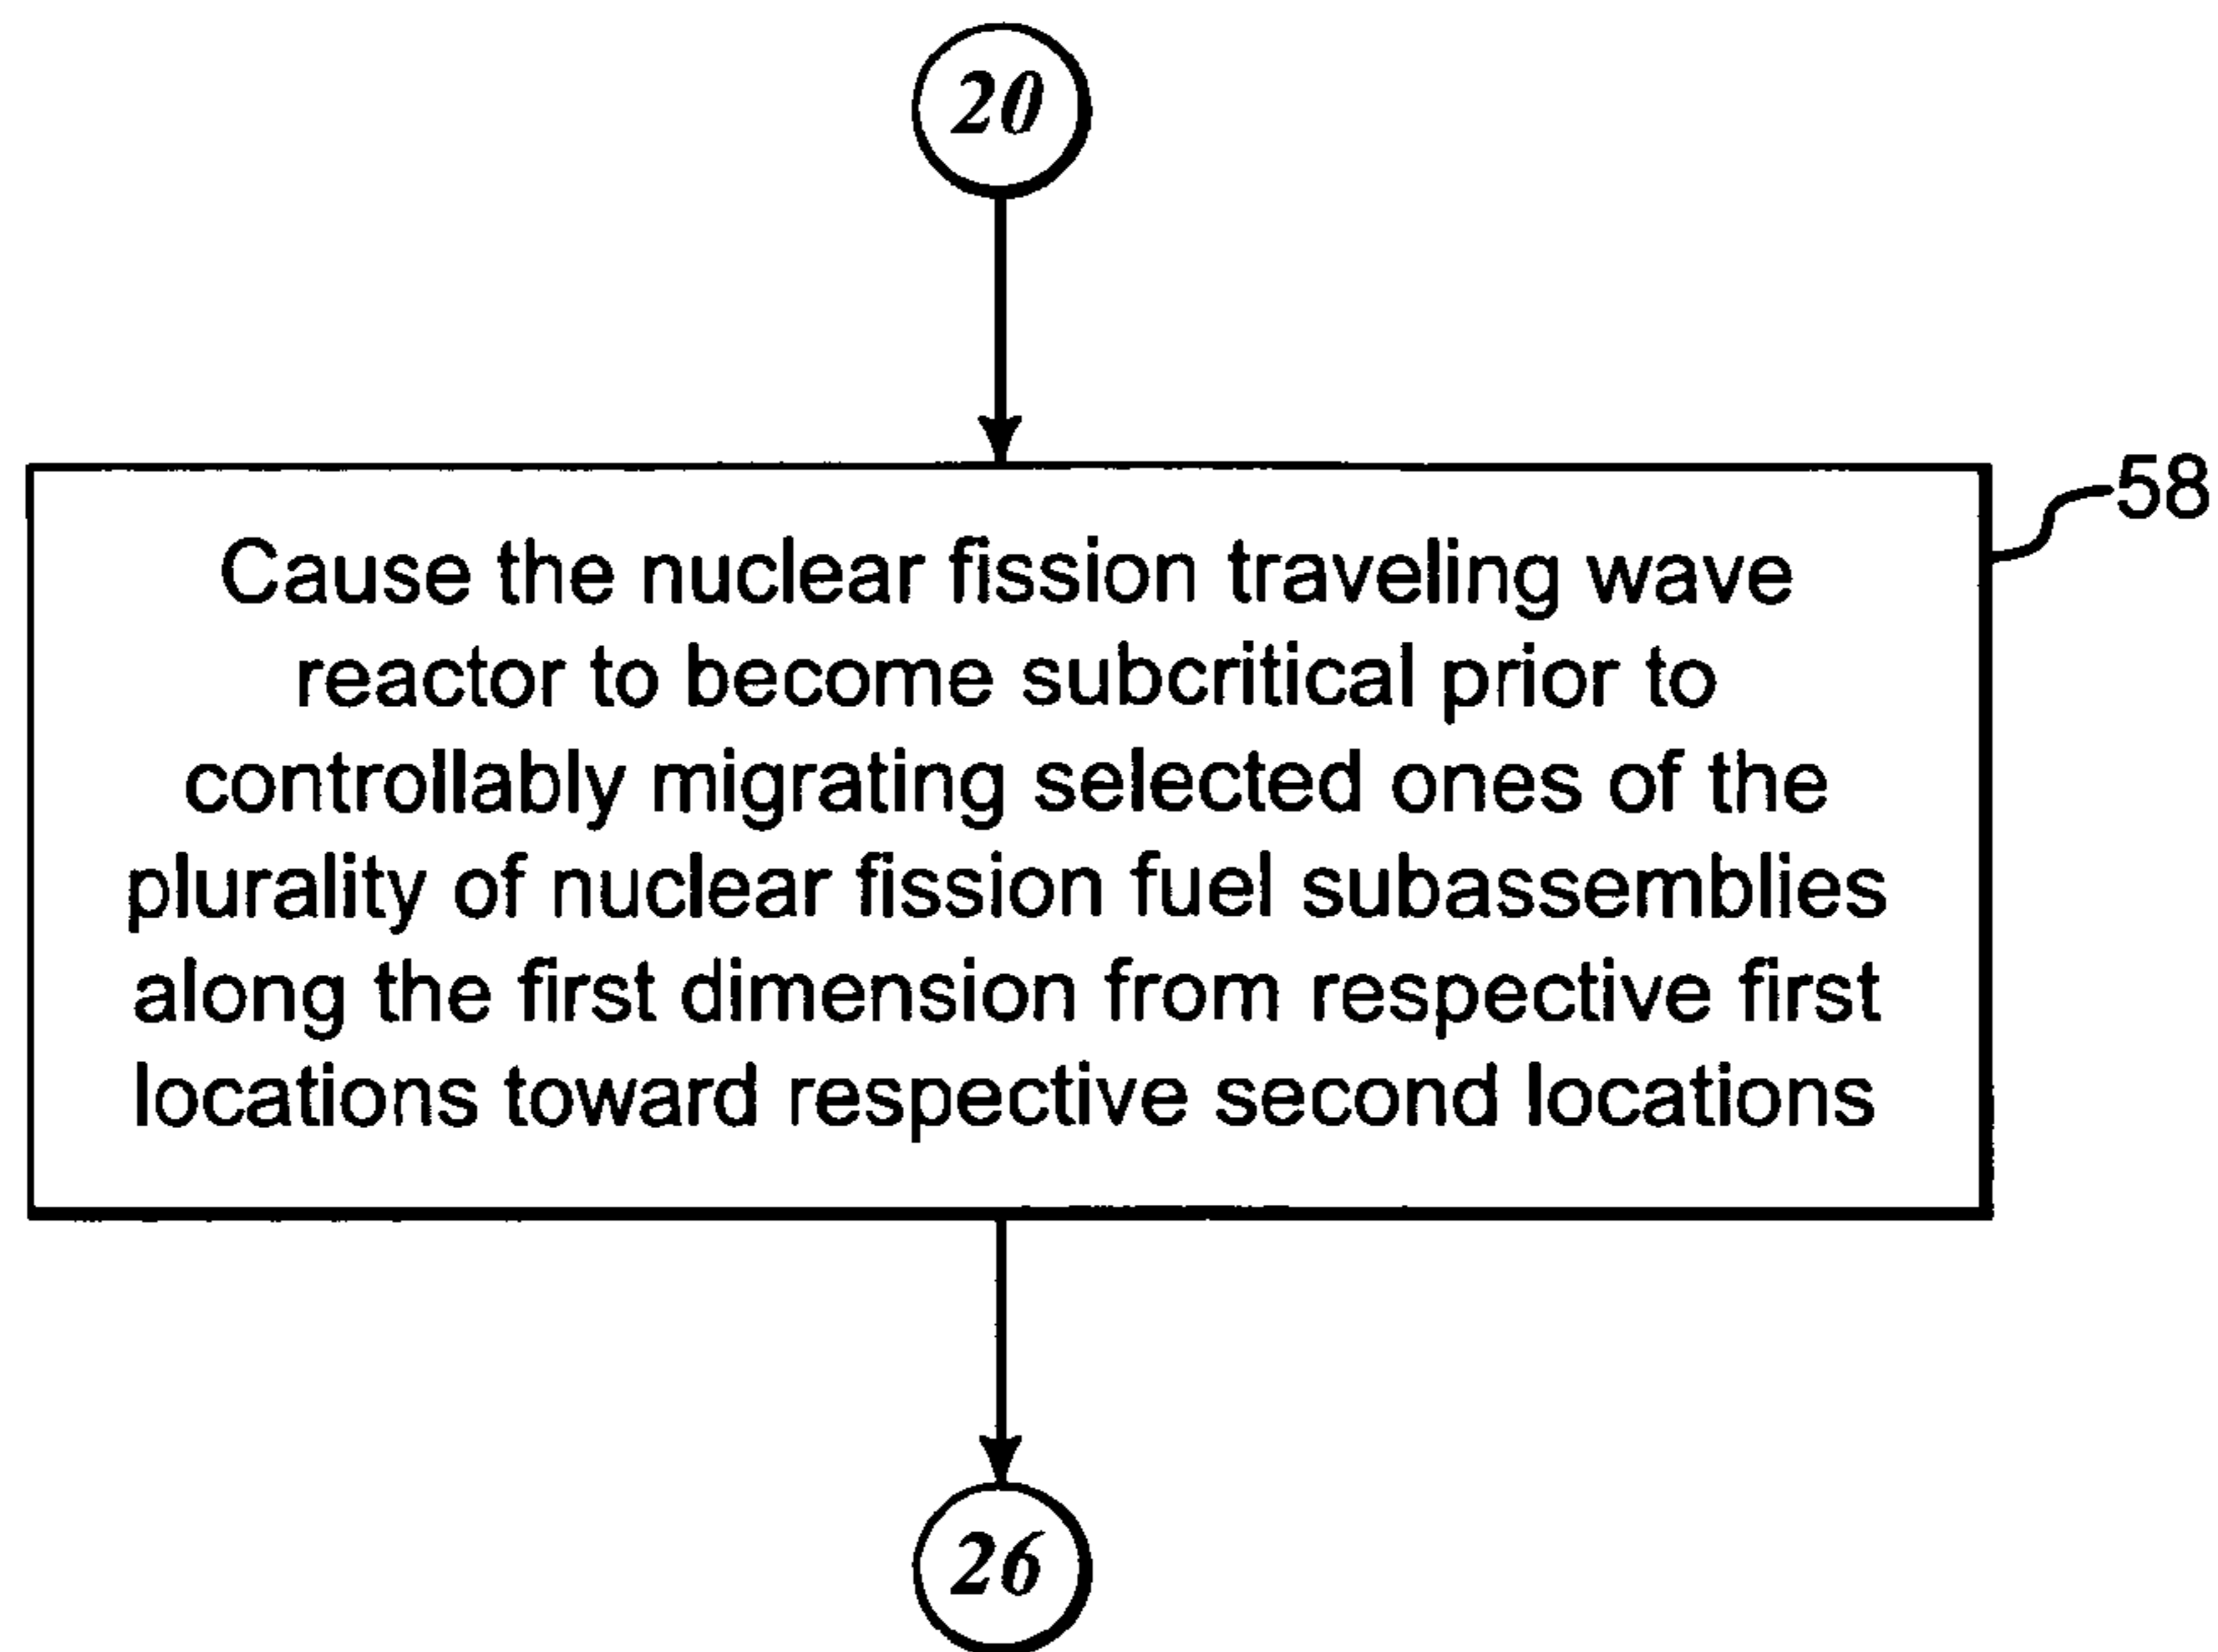 20
58
Cause the nuclear fission traveling wave
reactor to become subcritical prior to
controllably migrating selected ones of the
plurality of nuclear fission fuel subassemblies
along the first dimension from respective first
locations toward respective second locations
26